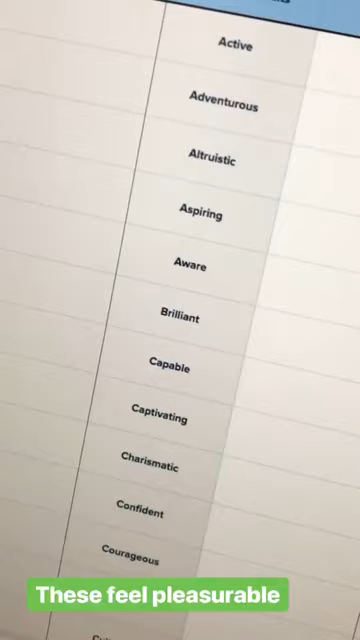 Active
Adventurous
Altruistic
Aspiring
Aware
Brilliant
Capable
Captivating
Charismatic
Confident
Courageous
These feel pleasurable